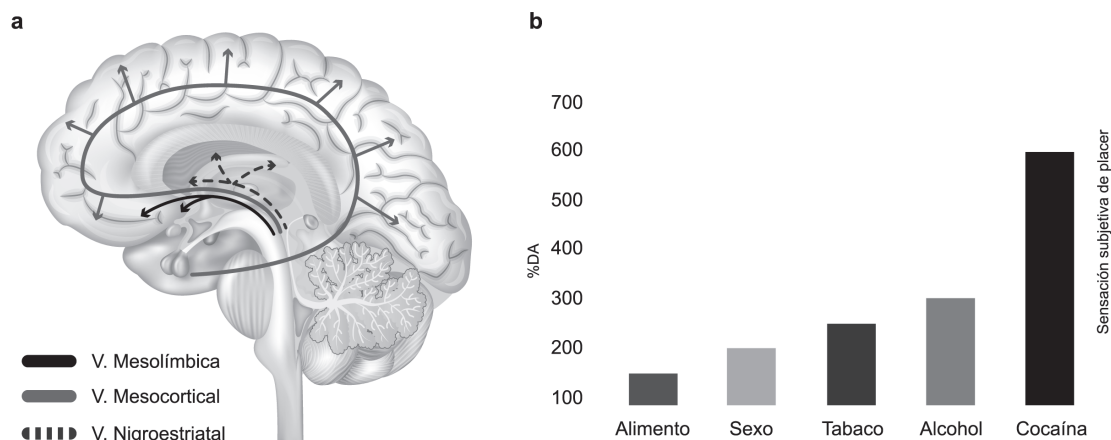 a
V. Mesolímbica
V. Mesocortical
V. Nigroestriatal
b
%DA
700
600
500
400
300
200
100
Alimento
Sexo
Tabaco
Alcohol
Cocaína
Sensación subjetiva de placer